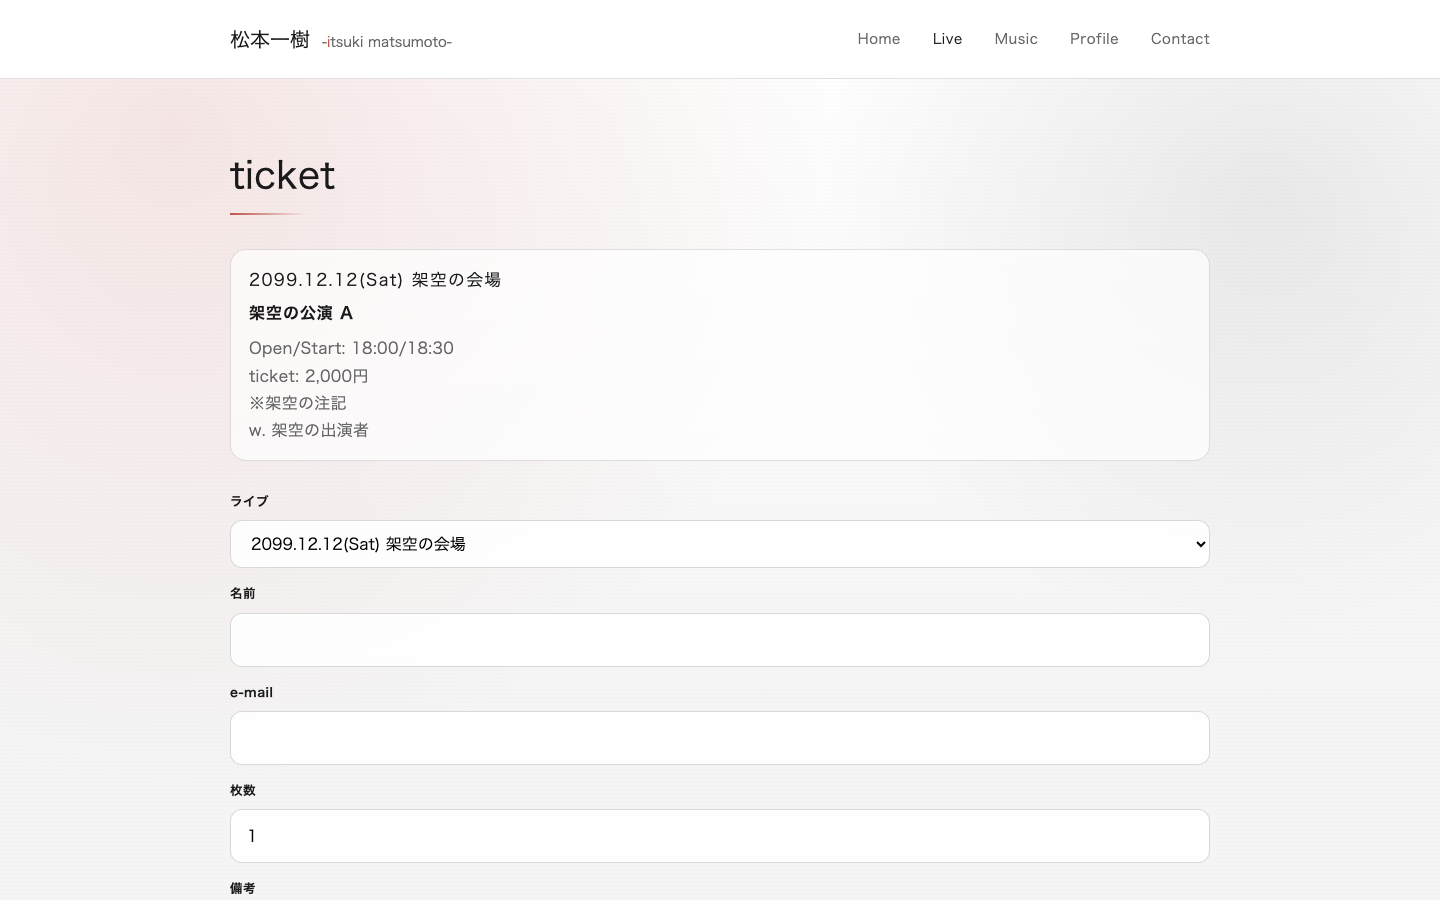 松本一樹 -itsuki matsumoto-
Home Live Music Profile Contact
ticket
2099.12.12(Sat) 架空の会場
架空の公演 A
Open/Start: 18:00/18:30
ticket: 2,000円
※架空の注記
w. 架空の出演者
ライブ
2099.12.12(Sat) 架空の会場
名前
e-mail
枚数
1
備考